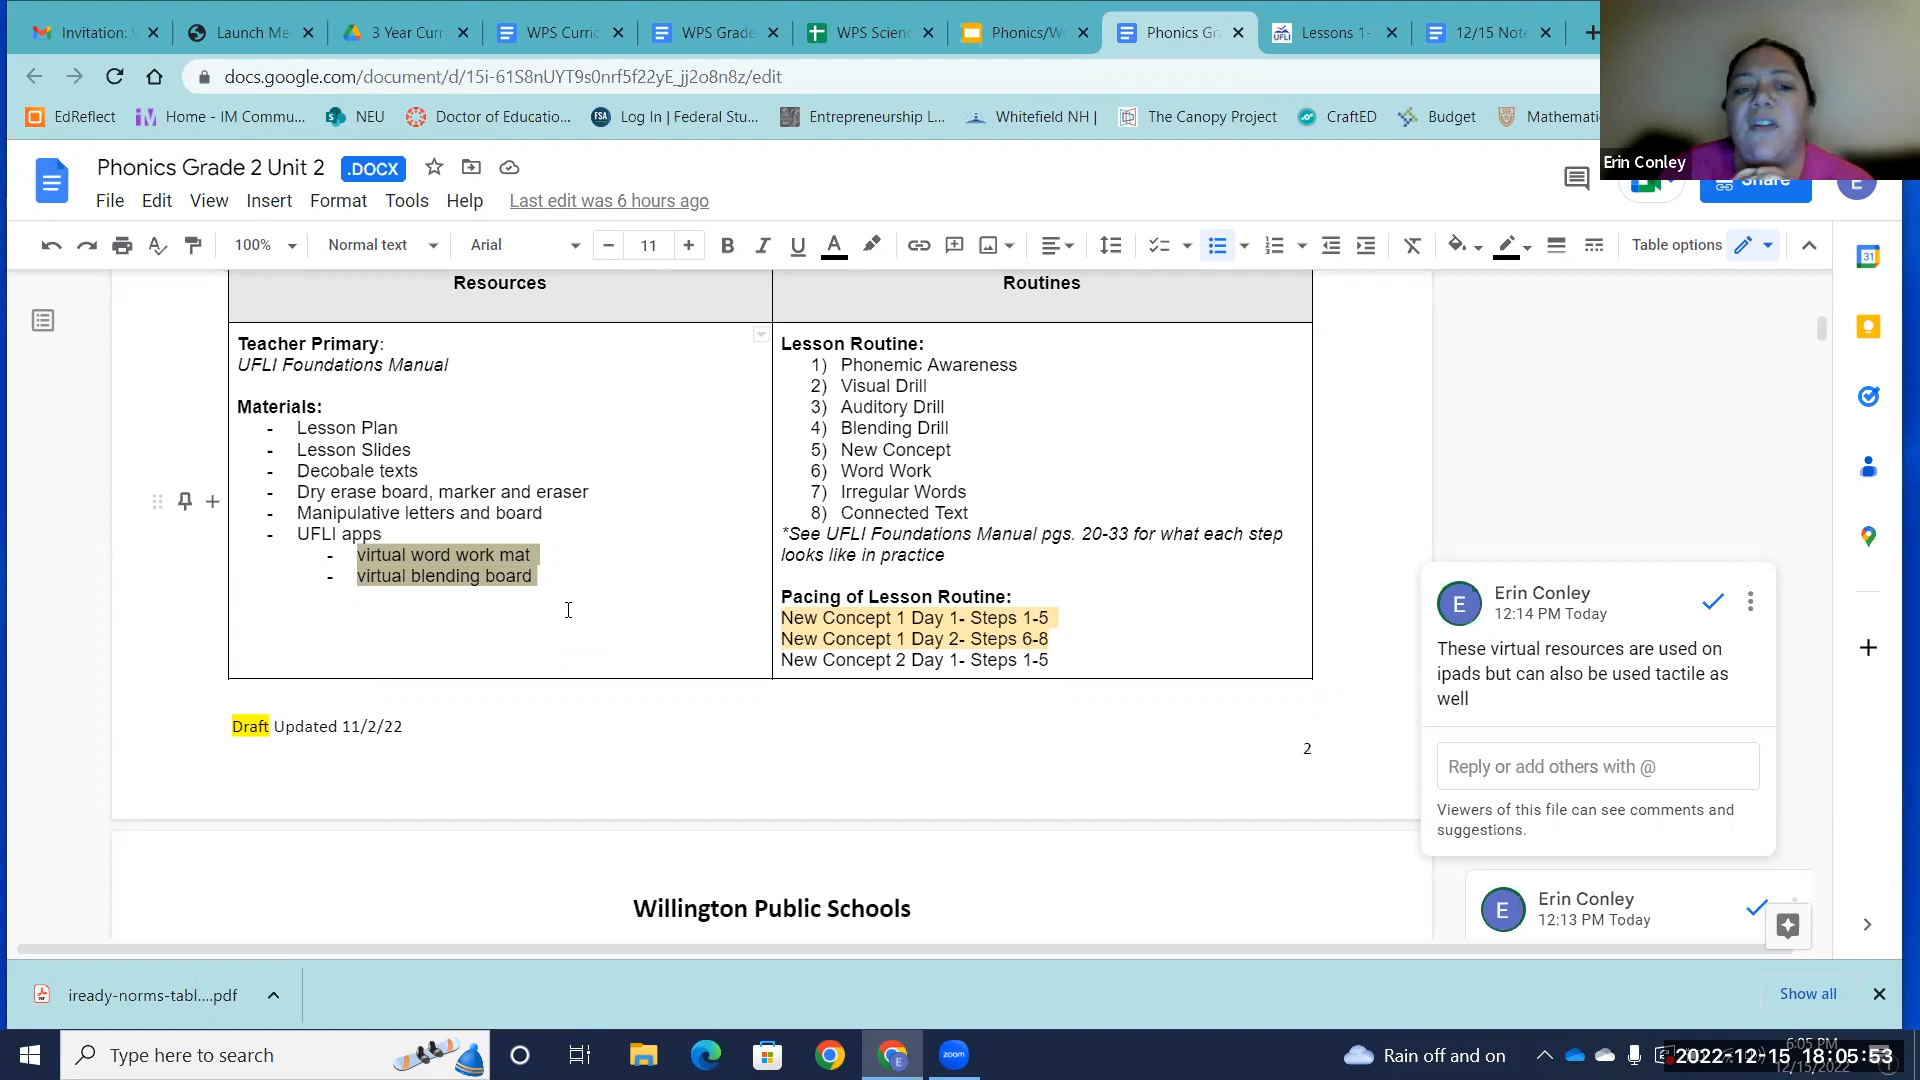 Invitation:
Launch Me
3 Year Curr
WPS Curric
WPS Grade
WPS Scien
Phonics/W
Phonics Gr
Lessons 1-
12/15 Note
docs.google.com/document/d/15i-61S8nUYT9s0nrf5f22yE_jj2o8n8z/edit
EdReflect
Home - IM Commu...
NEU
Doctor of Educatio...
Log In | Federal Stu...
Entrepreneurship L...
Whitefield NH |
The Canopy Project
CraftED
Budget
Mathemati
Erin Conley
Phonics Grade 2 Unit 2
.DOCX
Share
E
File Edit View Insert Format Tools Help Last edit was 6 hours ago
100% Normal text Arial 11 B I U A Table options
31
Resources
Routines
Teacher Primary:
UFLI Foundations Manual
Materials:
- Lesson Plan
- Lesson Slides
- Decobale texts
- Dry erase board, marker and eraser
- Manipulative letters and board
- UFLI apps
- virtual word work mat
- virtual blending board
Lesson Routine:
1) Phonemic Awareness
2) Visual Drill
3) Auditory Drill
4) Blending Drill
5) New Concept
6) Word Work
7) Irregular Words
8) Connected Text
*See UFLI Foundations Manual pgs. 20-33 for what each step
looks like in practice
Pacing of Lesson Routine:
New Concept 1 Day 1- Steps 1-5
New Concept 1 Day 2- Steps 6-8
New Concept 2 Day 1- Steps 1-5
Draft Updated 11/2/22
2
Willington Public Schools
E
Erin Conley
12:14 PM Today
These virtual resources are used on
ipads but can also be used tactile as
well
Reply or add others with @
Viewers of this file can see comments and
suggestions.
E
Erin Conley
12:13 PM Today
iready-norms-tabl....pdf
Show all
Type here to search
zoom
Rain off and on
6:05 PM
2022-12-15 18:05:53
12/15/2022